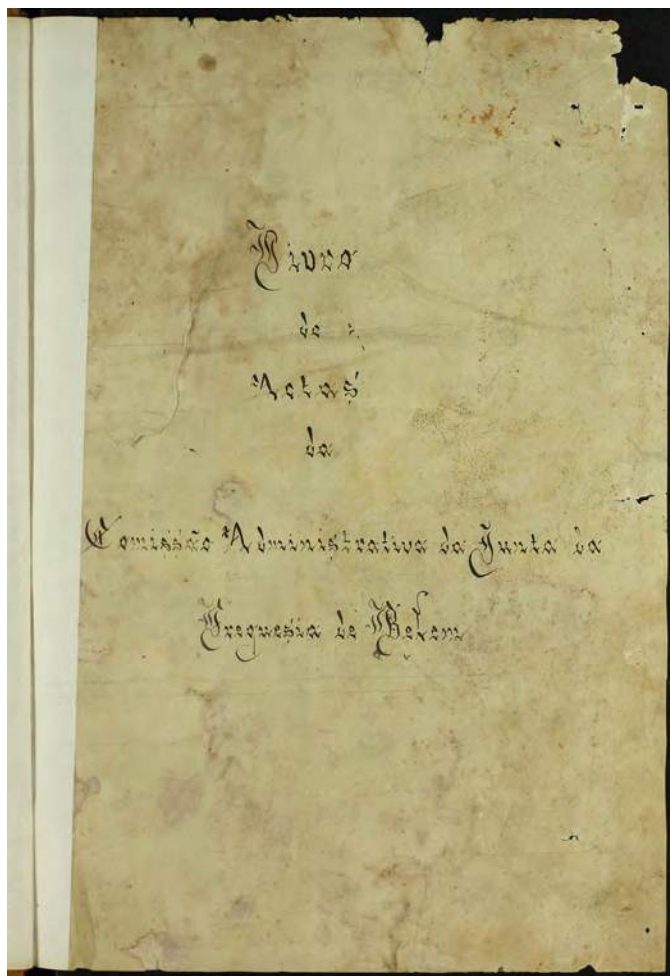 Livro
de
Actas
da
Comissão Administrativa da Junta da
Freguesia de Belem